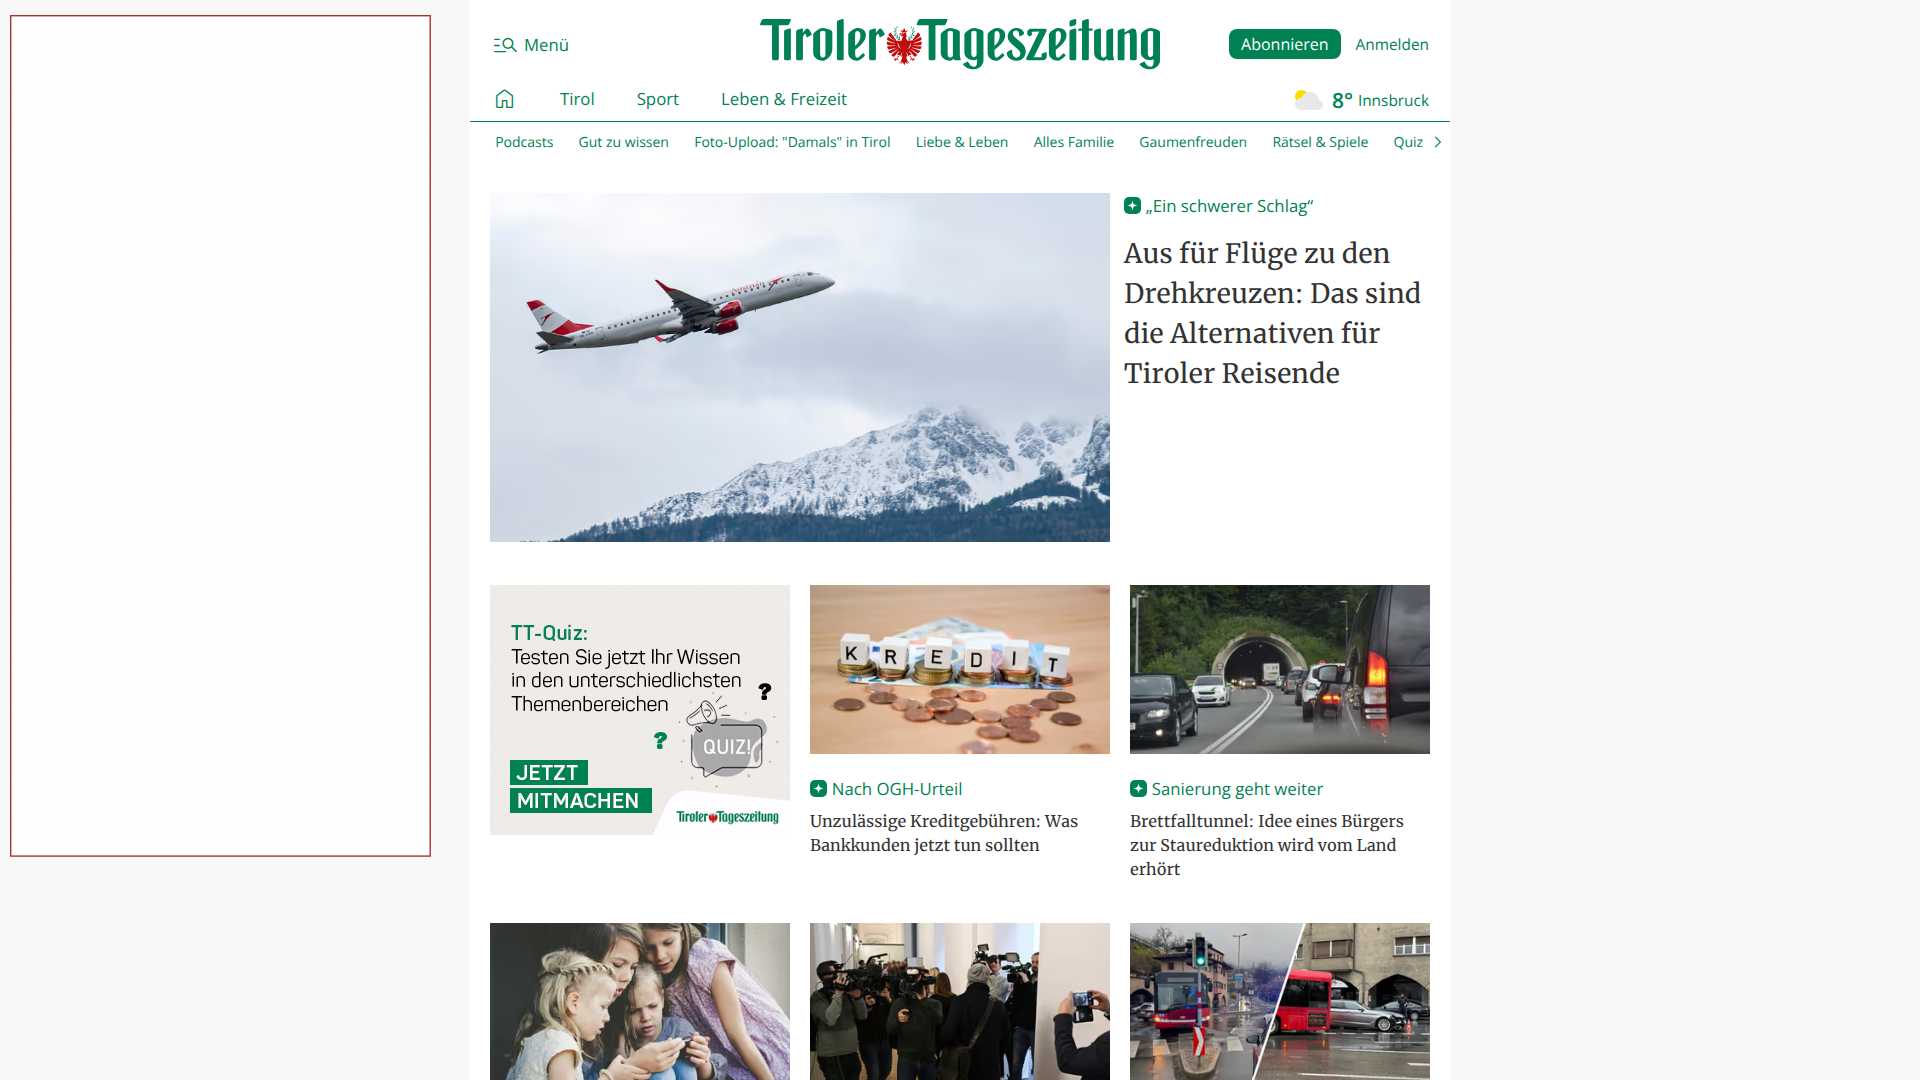 Menü
Tiroler Tageszeitung
Abonnieren
Anmelden
Tirol
Sport
Leben & Freizeit
8° Innsbruck
Podcasts
Gut zu wissen
Foto-Upload: "Damals" in Tirol
Liebe & Leben
Alles Familie
Gaumenfreuden
Rätsel & Spiele
Quiz
„Ein schwerer Schlag“
Aus für Flüge zu den
Drehkreuzen: Das sind
die Alternativen für
Tiroler Reisende
TT-Quiz:
Testen Sie jetzt Ihr Wissen
in den unterschiedlichsten
Themenbereichen
?
?
QUIZ!
JETZT
MITMACHEN
Tiroler Tageszeitung
KREDIT
Nach OGH-Urteil
Unzulässige Kreditgebühren: Was
Bankkunden jetzt tun sollten
Sanierung geht weiter
Brettfalltunnel: Idee eines Bürgers
zur Staureduktion wird vom Land
erhört